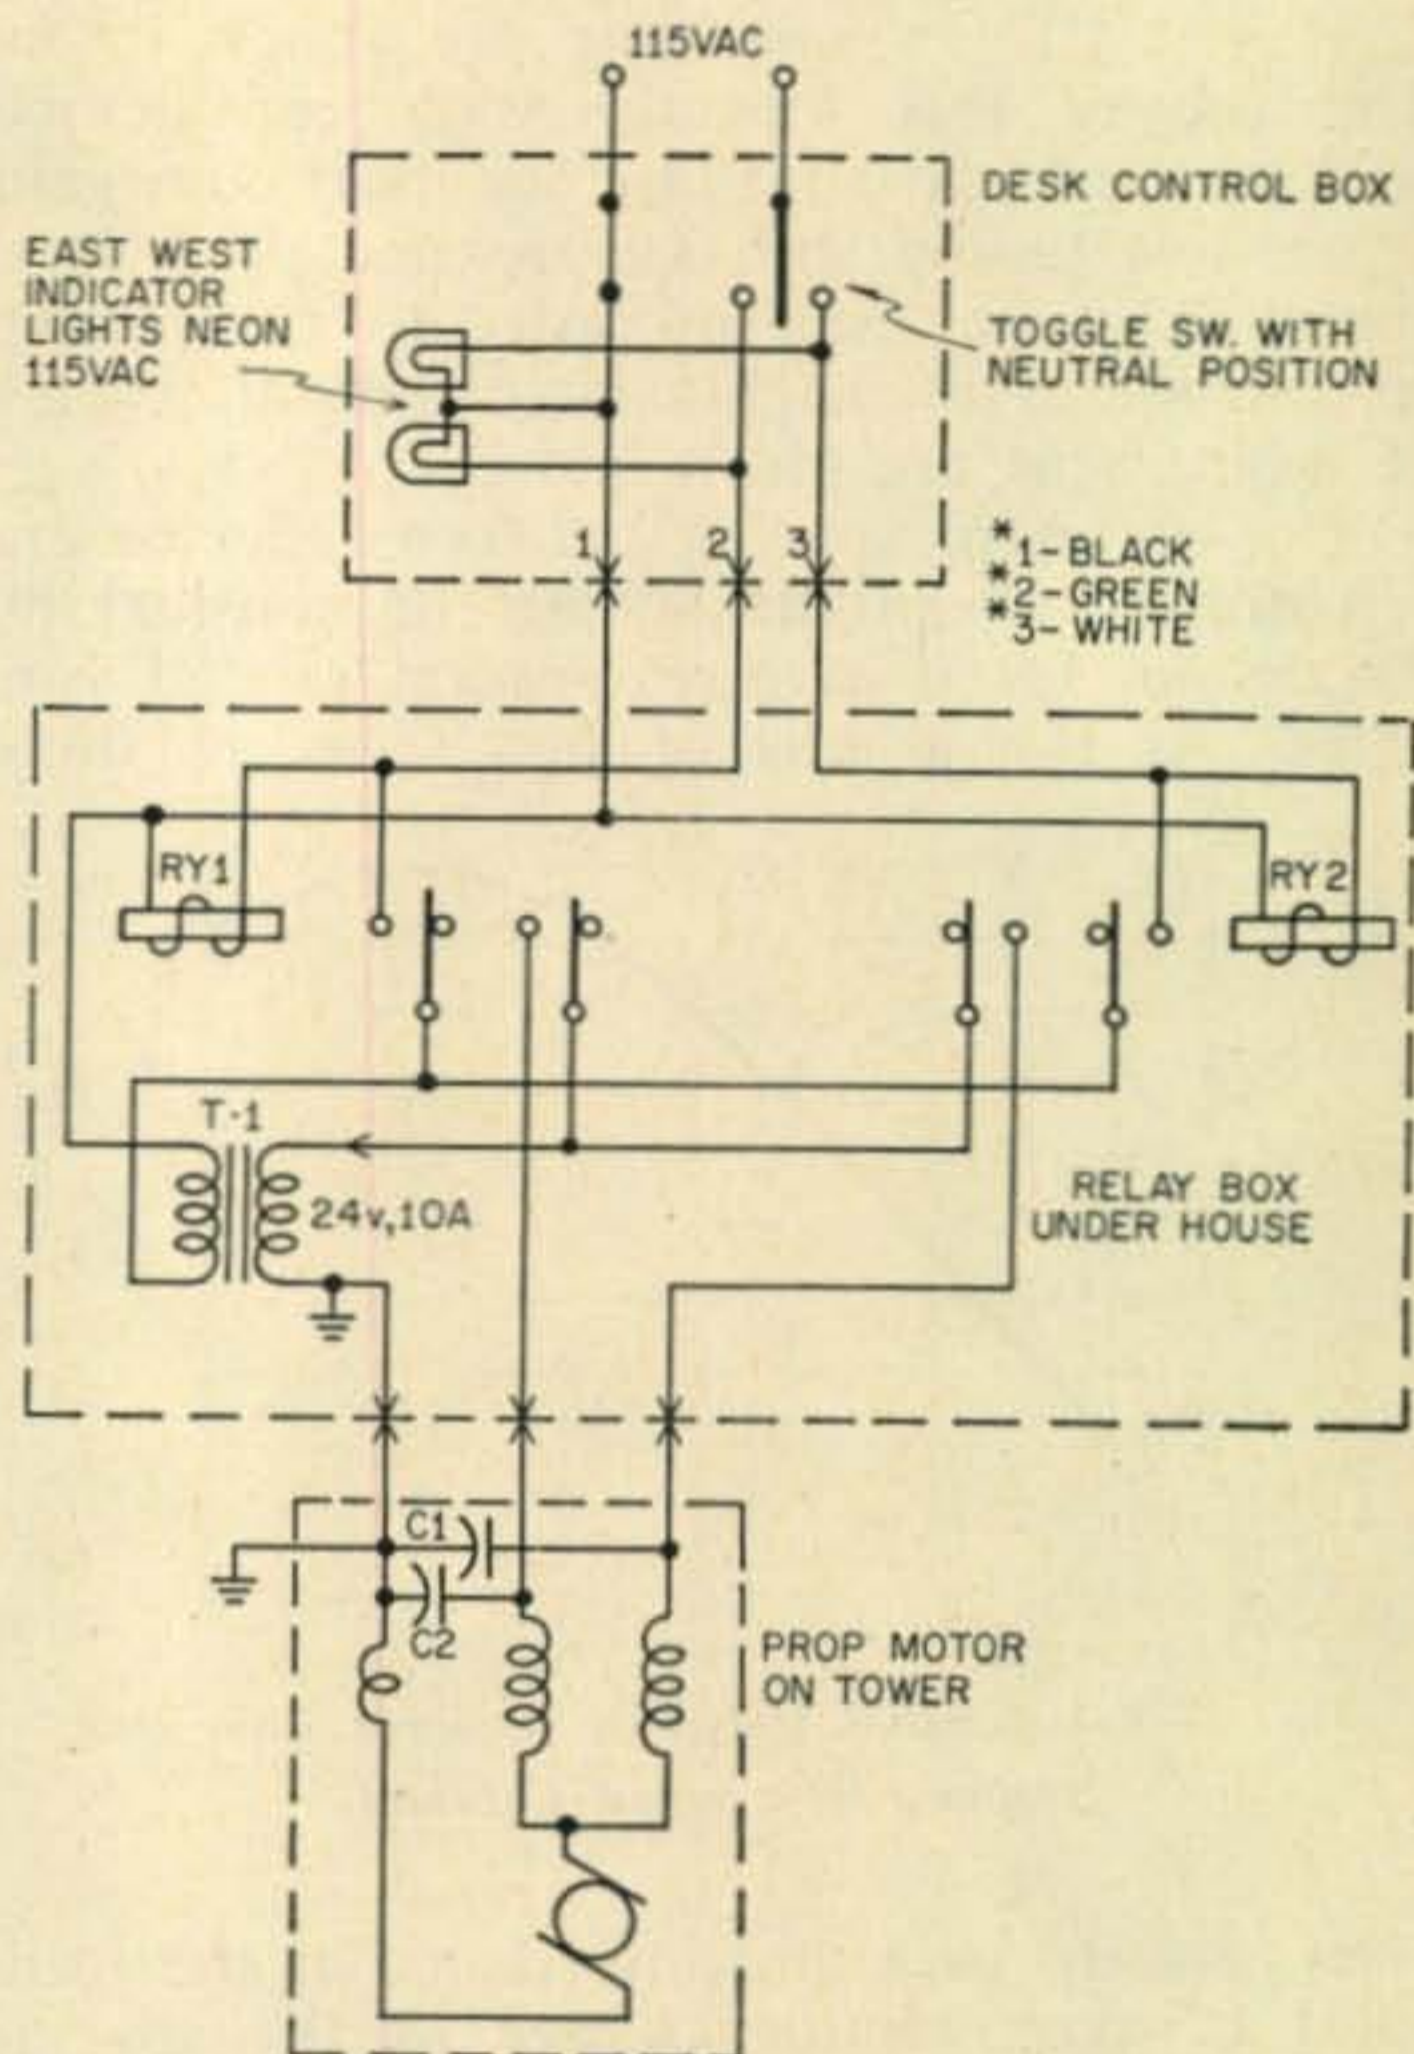 115VAC
DESK CONTROL BOX
EAST WEST
INDICATOR
LIGHTS NEON
115VAC
TOGGLE SW. WITH
NEUTRAL POSITION
1 2 3
*1-BLACK
*2-GREEN
*3-WHITE
RY1
RY2
T-1
24v,10A
RELAY BOX
UNDER HOUSE
C1
C2
PROP MOTOR
ON TOWER